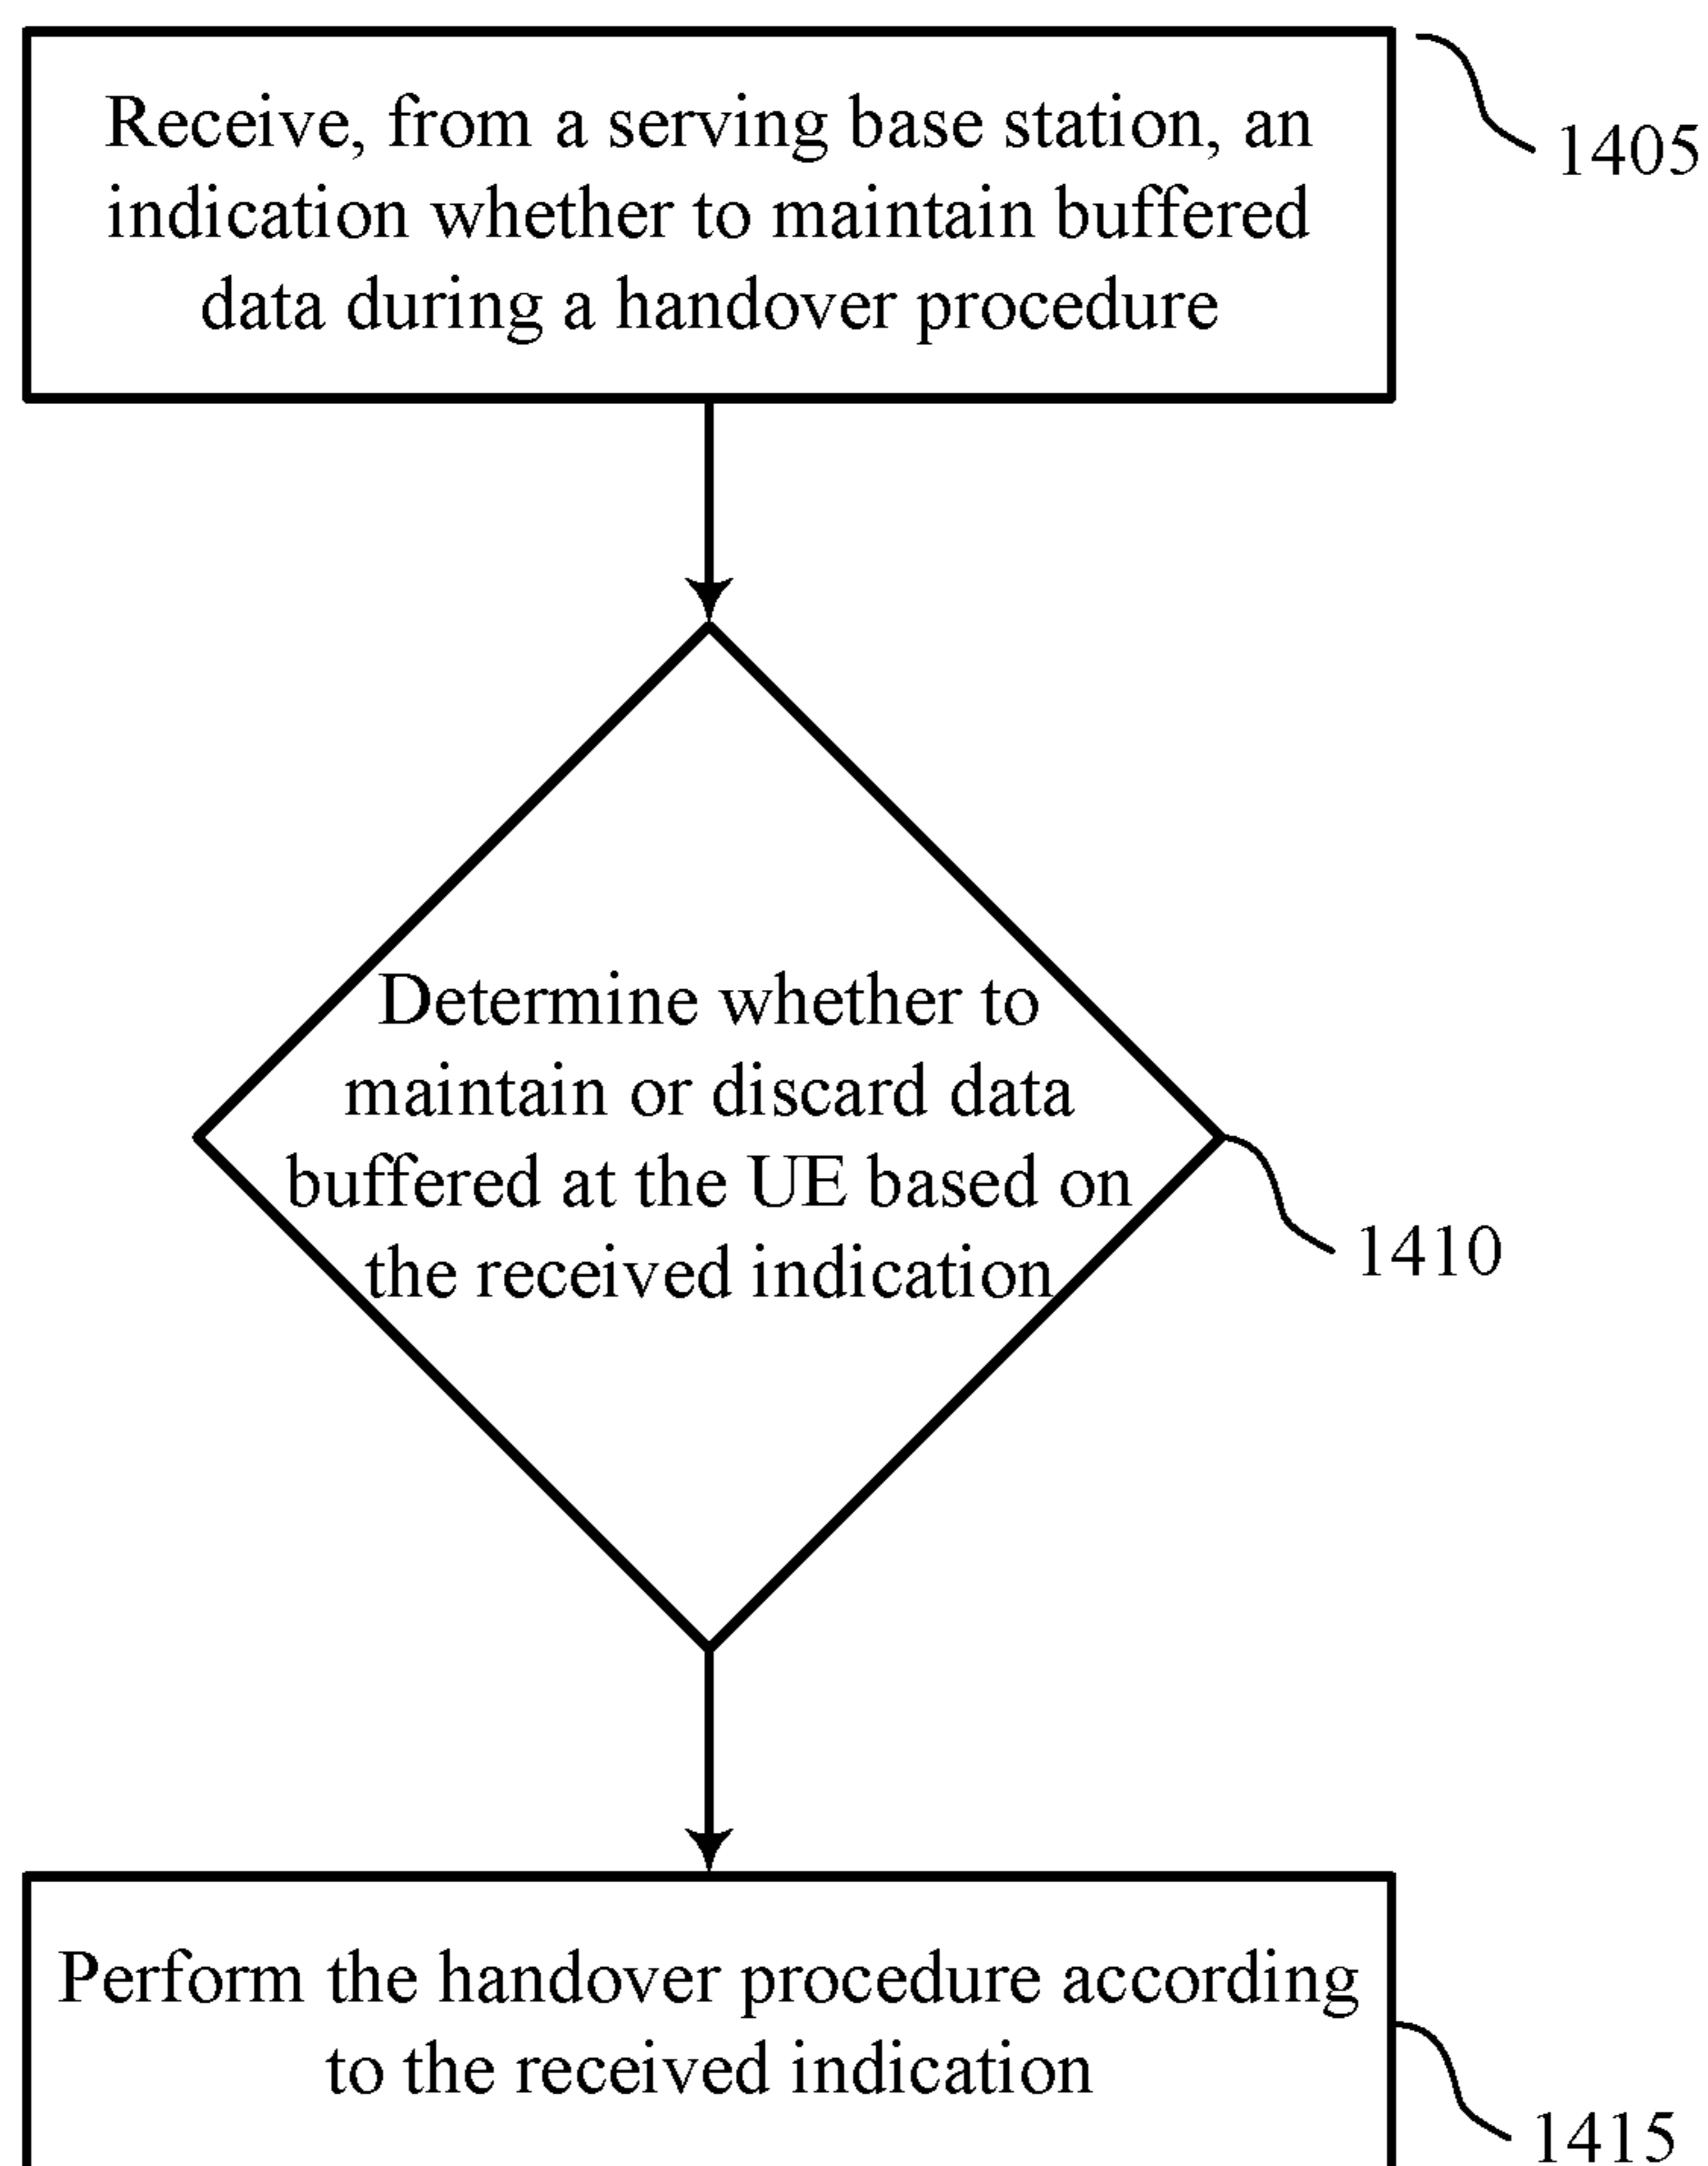 Receive, from a serving base station, an
indication whether to maintain buffered
data during a handover procedure
1405
Determine whether to
maintain or discard data
buffered at the UE based on
the received indication
1410
Perform the handover procedure according
to the received indication
1415